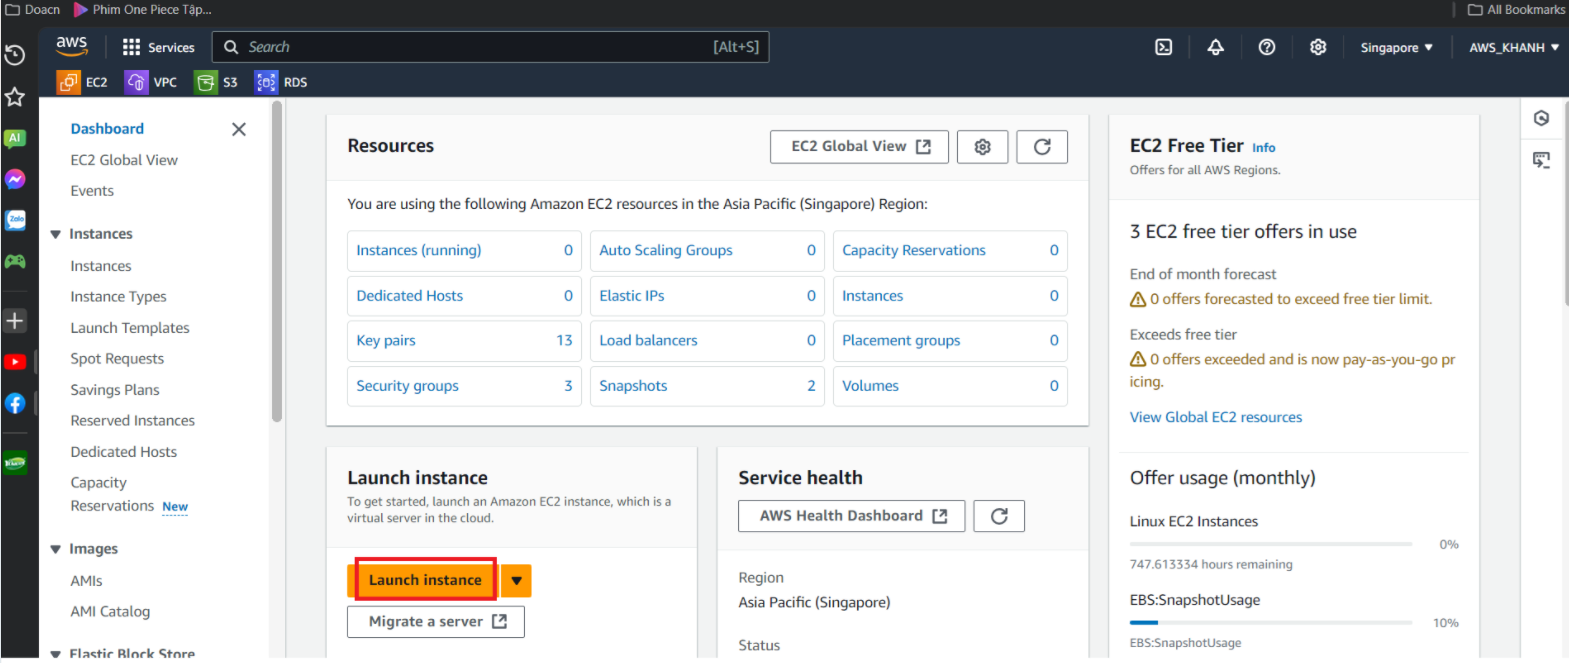 Doacn
Phim One Piece Tập...
All Bookmarks
aws
Services
Search
[Alt+S]
Singapore
AWS_KHANH
EC2
VPC
S3
RDS
AI
Zalo
Dashboard
EC2 Global View
Events
Instances
Instances
Instance Types
Launch Templates
Spot Requests
Savings Plans
Reserved Instances
Dedicated Hosts
Capacity
Reservations New
Images
AMIs
AMI Catalog
Elastic Block Store
Resources
EC2 Global View
You are using the following Amazon EC2 resources in the Asia Pacific (Singapore) Region:
Instances (running) 0
Auto Scaling Groups 0
Capacity Reservations 0
Dedicated Hosts 0
Elastic IPs 0
Instances 0
Key pairs 13
Load balancers 0
Placement groups 0
Security groups 3
Snapshots 2
Volumes 0
Launch instance
To get started, launch an Amazon EC2 instance, which is a
virtual server in the cloud.
Launch instance
Migrate a server
Service health
AWS Health Dashboard
Region
Asia Pacific (Singapore)
Status
EC2 Free Tier Info
Offers for all AWS Regions.
3 EC2 free tier offers in use
End of month forecast
0 offers forecasted to exceed free tier limit.
Exceeds free tier
0 offers exceeded and is now pay-as-you-go pr
icing.
View Global EC2 resources
Offer usage (monthly)
Linux EC2 Instances
0%
747.613334 hours remaining
EBS:SnapshotUsage
10%
EBS:SnapshotUsage